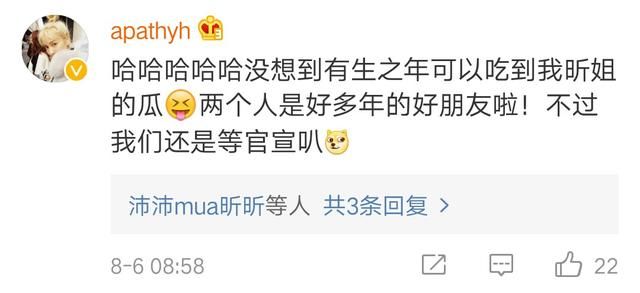 apathyh
哈哈哈哈哈没想到有生之年可以吃到我昕姐
的瓜😝两个人是好多年的好朋友啦！不过
我们还是等官宣叭
沛沛mua昕昕等人 共3条回复 >
8-6 08:58
22